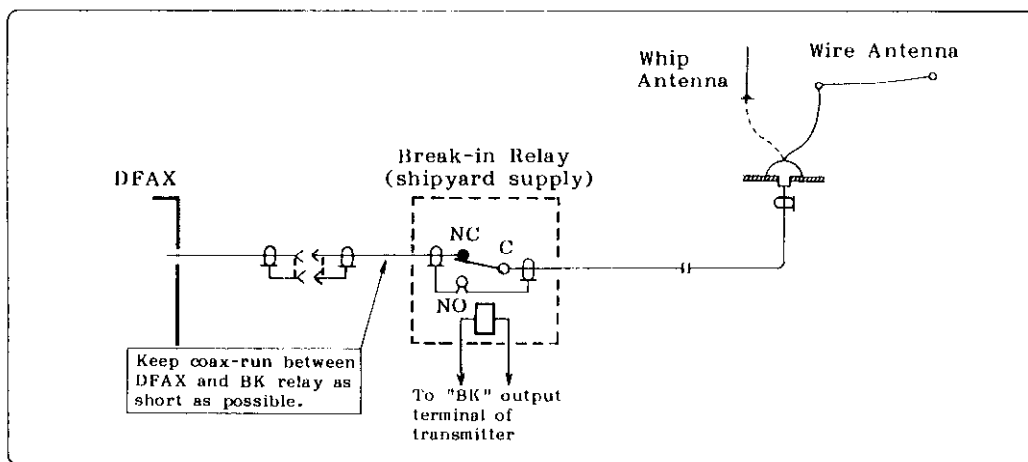 Whip
Antenna
Wire Antenna
Break-in Relay
(shipyard supply)
DFAX
NC
C
NO
Keep coax-run between
DFAX and BK relay as
short as possible.
To "BK" output
terminal of
transmitter